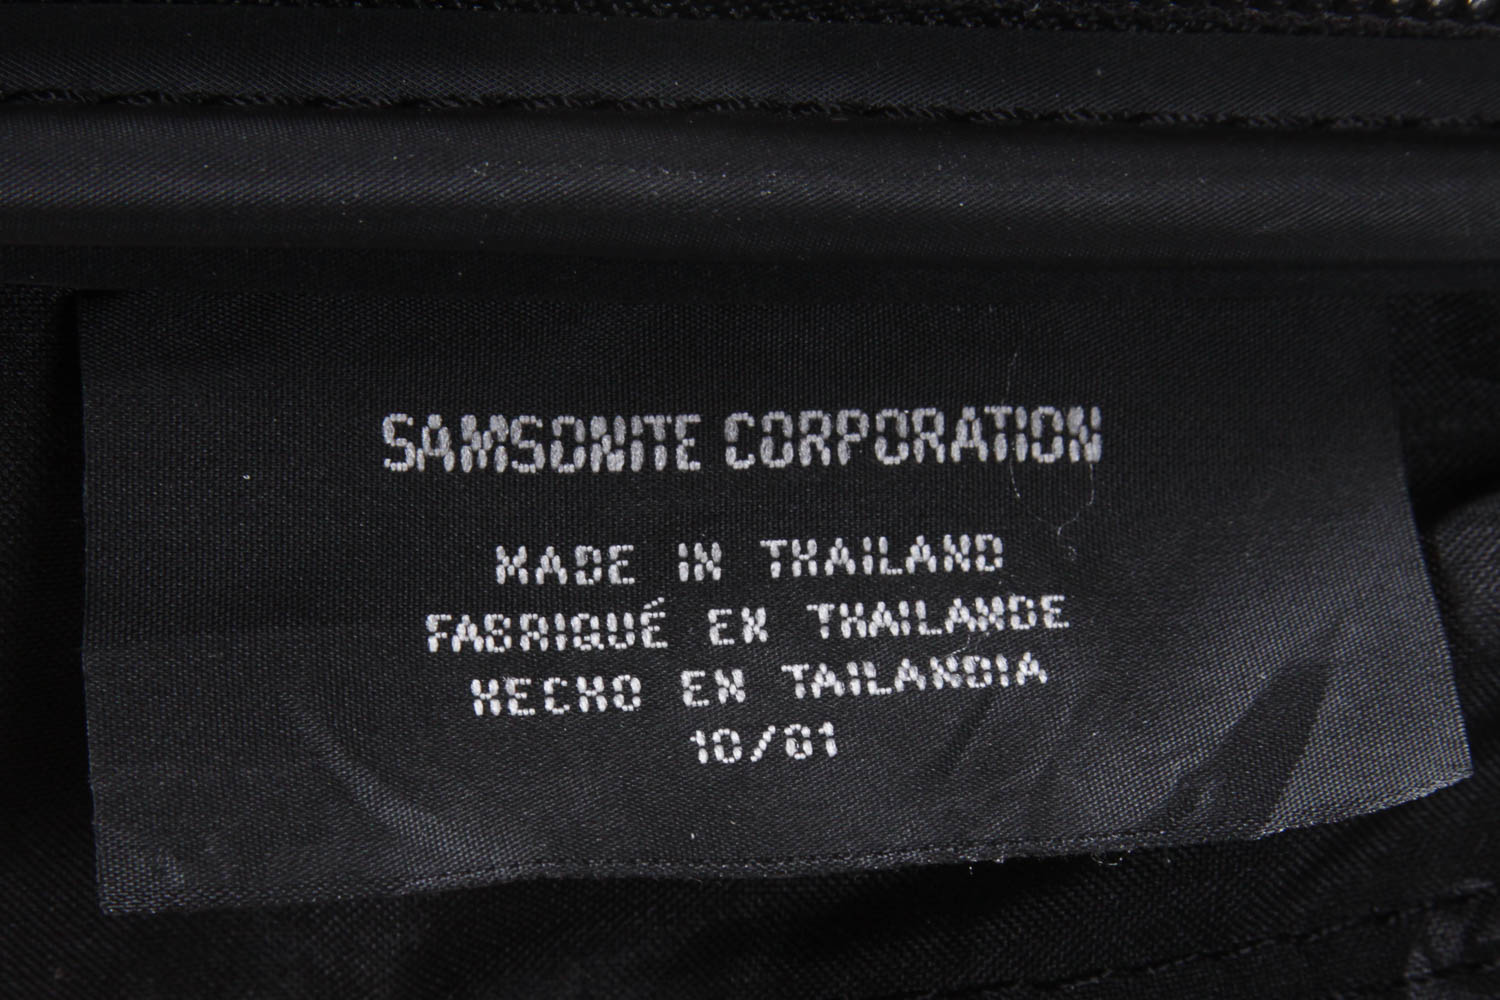 SAMSONITE CORPORATION
MADE IN THAILAND
FABRIQUÉ EN THAILANDE
HECHO EN TAILANDIA
10/01